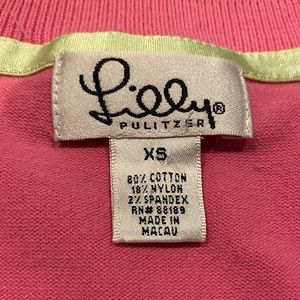 Lilly®
PULITZER
XS
80% COTTON
18% NYLON
2% SPANDEX
RN# 88189
MADE IN
MACAU